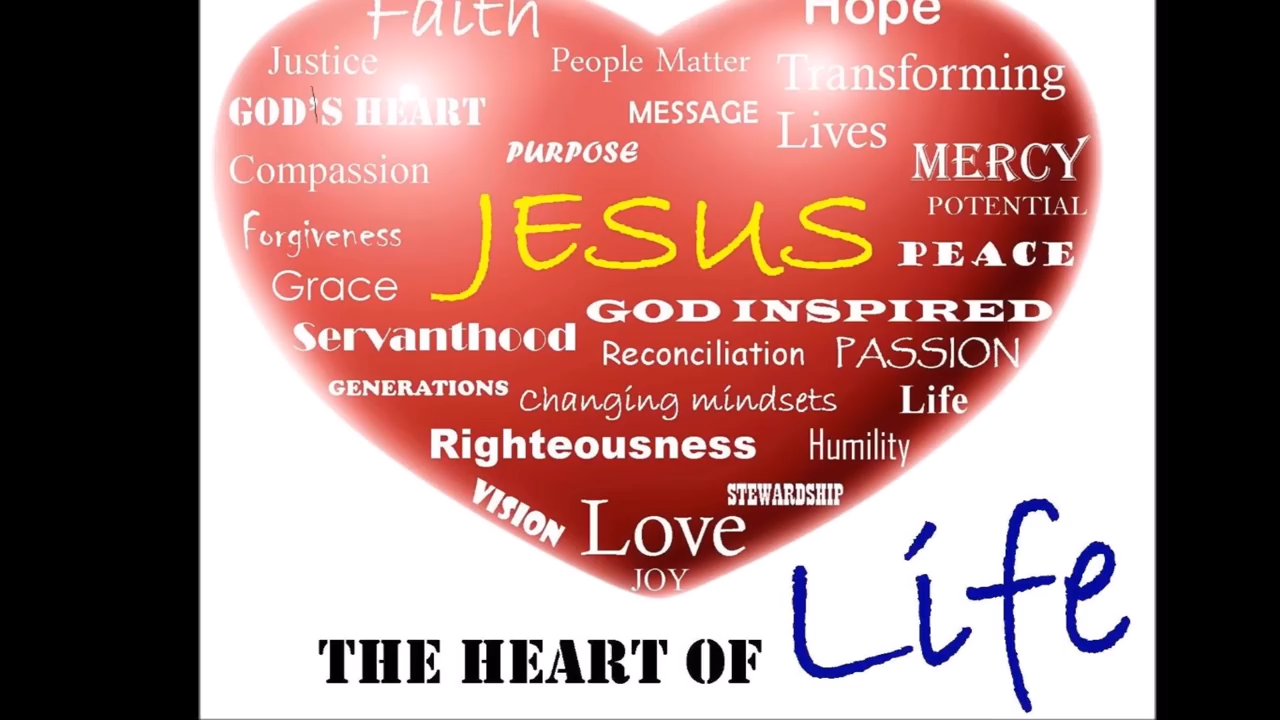 Faith
Hope
Justice
People Matter
Transforming
Lives
GOD'S HEART
MESSAGE
PURPOSE
MERCY
Compassion
POTENTIAL
JESUS
Forgiveness
PEACE
Grace
GOD INSPIRED
Servanthood
Reconciliation
PASSION
GENERATIONS
Changing mindsets
Life
Righteousness
Humility
VISION
STEWARDSHIP
Love
JOY
THE HEART OF Life